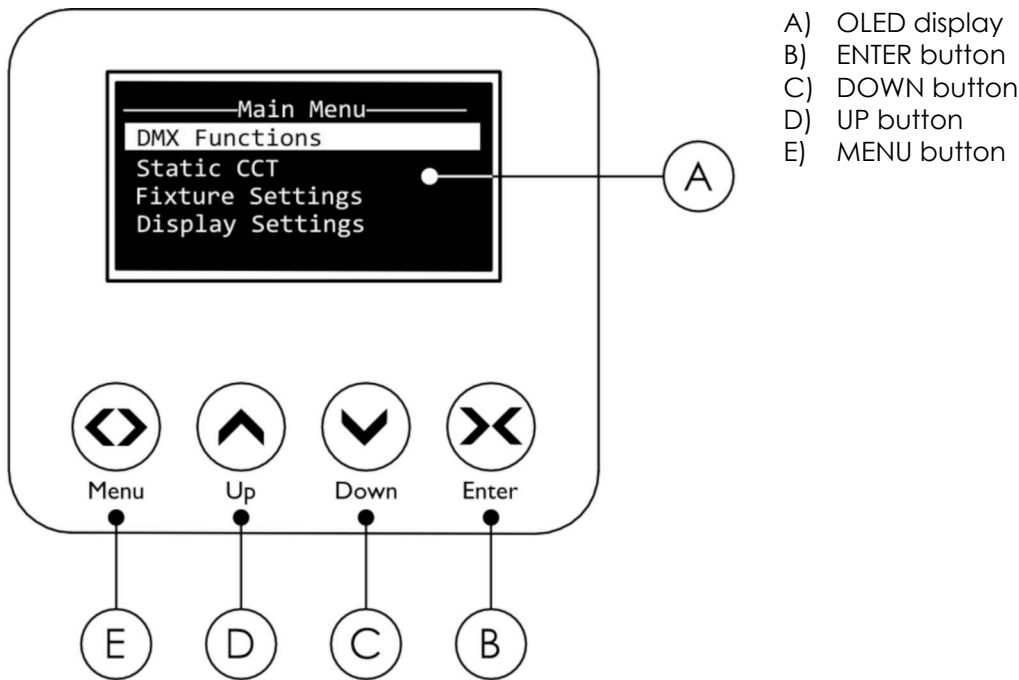 Main Menu
DMX Functions
Static CCT
Fixture Settings
Display Settings
A
Menu
Up
Down
Enter
E
D
C
B
A) OLED display
B) ENTER button
C) DOWN button
D) UP button
E) MENU button